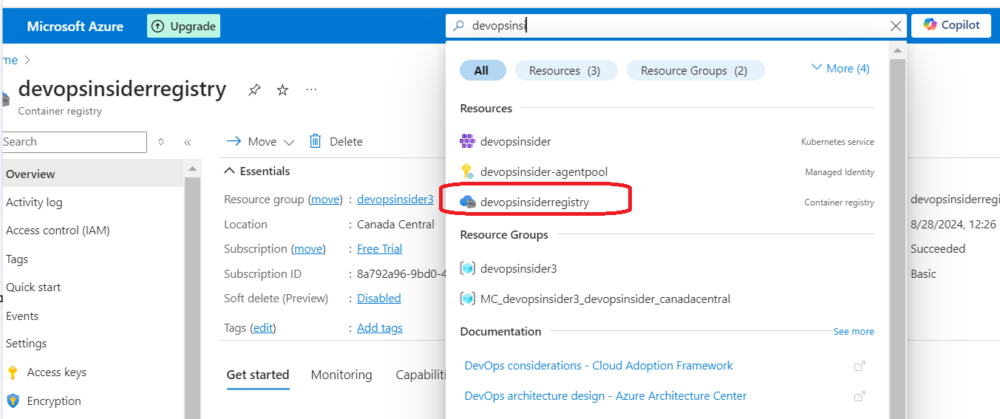 Microsoft Azure Upgrade devopsinsi Copilot
me
All Resources (3) Resource Groups (2) More (4)
devopsinsiderregistry ...
Container registry
Search
Move Delete
Overview
Activity log
Access control (IAM)
Tags
Quick start
Events
Settings
Access keys
Encryption
Essentials
Resource group (move) : devopsinsider3
Location : Canada Central
Subscription (move) : Free Trial
Subscription ID : 8a792a96-9bd0-4
Soft delete (Preview) : Disabled
Tags (edit) : Add tags
Get started Monitoring Capabiliti
Resources
devopsinsider Kubernetes service
devopsinsider-agentpool Managed Identity
devopsinsiderregistry Container registry
Resource Groups
devopsinsider3
MC_devopsinsider3_devopsinsider_canadacentral
Documentation See more
DevOps considerations - Cloud Adoption Framework
DevOps architecture design - Azure Architecture Center
devopsinsiderregi
8/28/2024, 12:26
Succeeded
Basic